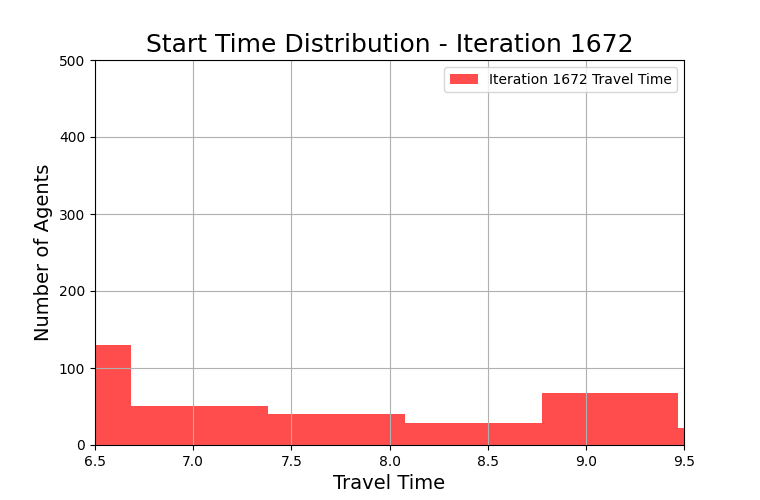 Start Time Distribution - Iteration 1672
Iteration 1672 Travel Time
Number of Agents
500
400
300
200
100
0
6.5 7.0 7.5 8.0 8.5 9.0 9.5
Travel Time